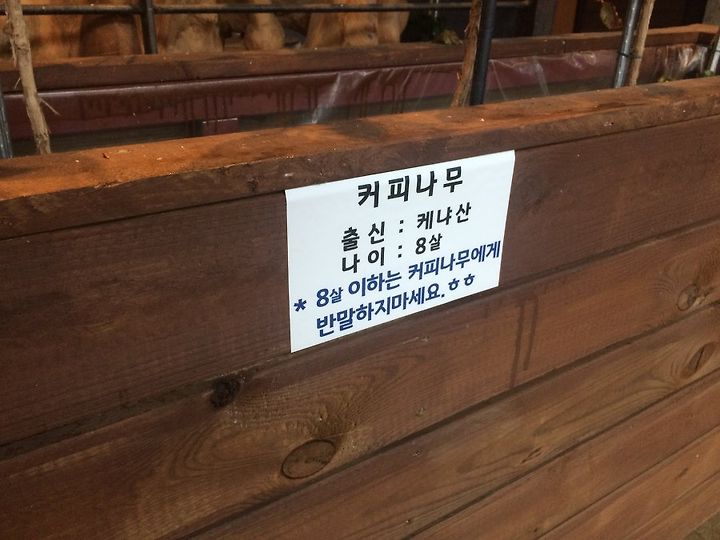 커피나무
출신 : 케냐산
나이 : 8살
* 8살 이하는 커피나무에게
반말하지마세요.ㅎㅎ